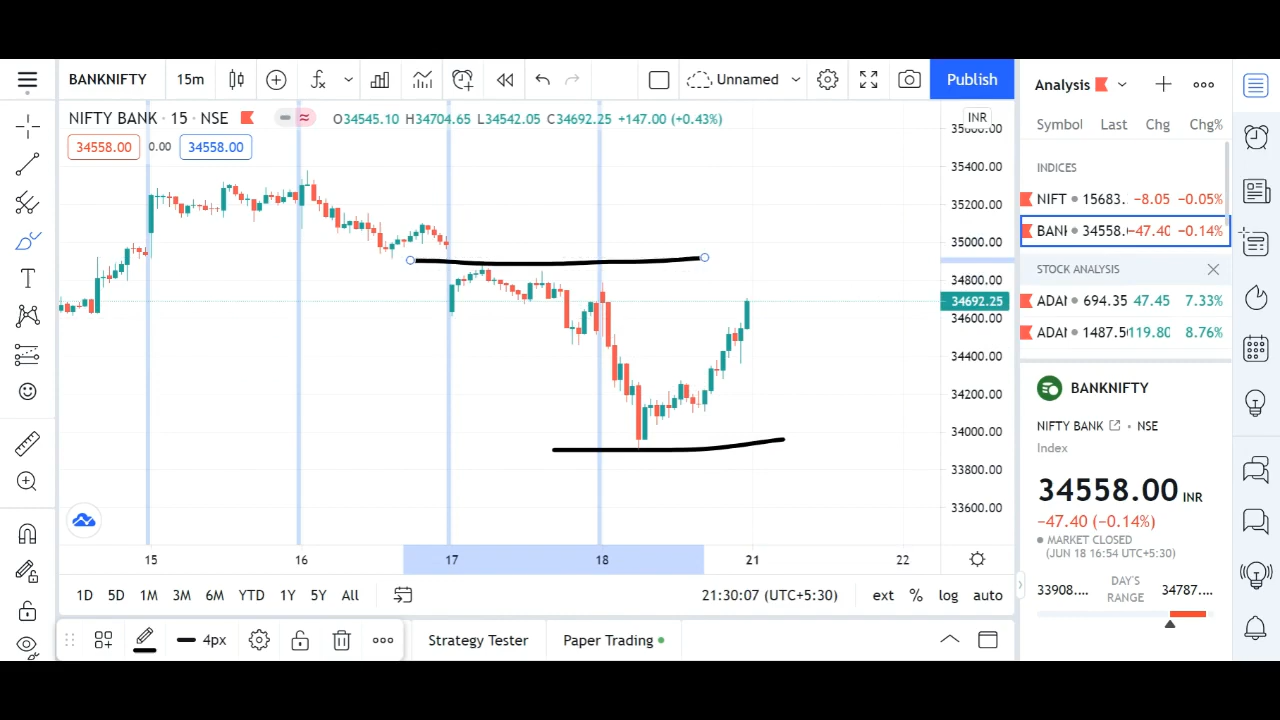 BANKNIFTY 15m Unnamed Publish
NIFTY BANK · 15 · NSE O34545.10 H34704.65 L34542.05 C34692.25 +147.00 (+0.43%)
34558.00 0.00 34558.00
INR
35600.00
35400.00
35200.00
35000.00
34800.00
34692.25
34600.00
34400.00
34200.00
34000.00
33800.00
33600.00
15 16 17 18 21 22
1D 5D 1M 3M 6M YTD 1Y 5Y All 21:30:07 (UTC+5:30) ext % log auto
4px Strategy Tester Paper Trading
Analysis
Symbol Last Chg Chg%
INDICES
NIFT 15683. -8.05 -0.05%
BANK 34558. -47.40 -0.14%
STOCK ANALYSIS
ADA 694.35 47.45 7.33%
ADA 1487.5 119.80 8.76%
BANKNIFTY
NIFTY BANK · NSE
Index
34558.00 INR
-47.40 (-0.14%)
MARKET CLOSED
(JUN 18 16:54 UTC+5:30)
33908.... DAY'S RANGE 34787....